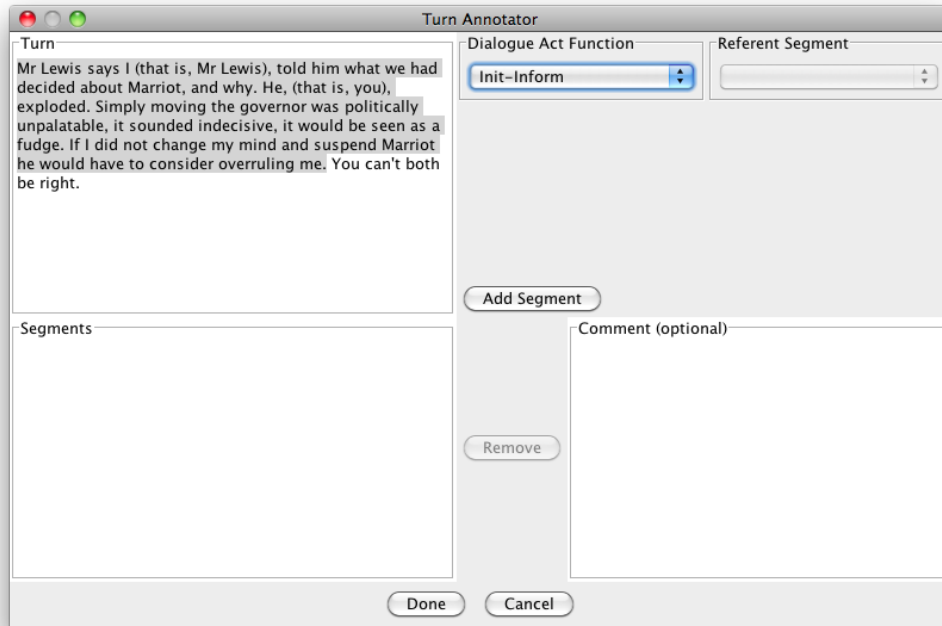 Turn Annotator
Turn
Mr Lewis says I (that is, Mr Lewis), told him what we had
decided about Marriot, and why. He, (that is, you),
exploded. Simply moving the governor was politically
unpalatable, it sounded indecisive, it would be seen as a
fudge. If I did not change my mind and suspend Marriot
he would have to consider overruling me. You can't both
be right.
Dialogue Act Function
Init-Inform
Referent Segment
Add Segment
Segments
Remove
Comment (optional)
Done
Cancel